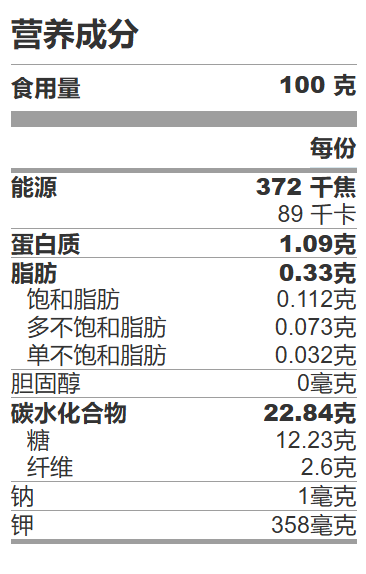 营养成分
食用量 100 克
每份
能源 372 千焦
89 千卡
蛋白质 1.09克
脂肪 0.33克
饱和脂肪 0.112克
多不饱和脂肪 0.073克
单不饱和脂肪 0.032克
胆固醇 0毫克
碳水化合物 22.84克
糖 12.23克
纤维 2.6克
钠 1毫克
钾 358毫克